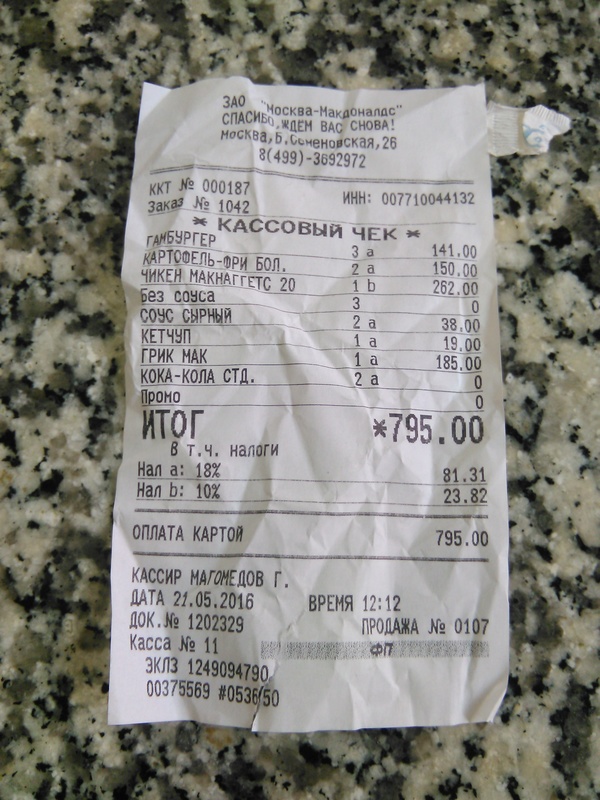 ЗАО "Москва-Макдоналдс"
СПАСИБО,ЖДЕМ ВАС СНОВА!
Москва,Б.Семеновская,26
8(499)-3692972
ККТ № 000187 ИНН: 007710044132
Заказ № 1042
* КАССОВЫЙ ЧЕК *
ГАМБУРГЕР 3 a 141.00
КАРТОФЕЛЬ-ФРИ БОЛ. 2 a 150.00
ЧИКЕН МАКНАГГЕТС 20 1 b 262.00
Без соуса 3 0
СОУС СЫРНЫЙ 2 a 38.00
КЕТЧУП 1 a 19.00
ГРИК МАК 1 a 185.00
КОКА-КОЛА СТД. 2 a 0
Промо 0
ИТОГ *795.00
В т.ч. налоги
Нал a: 18% 81.31
Нал b: 10% 23.82
ОПЛАТА КАРТОЙ 795.00
КАССИР МАГОМЕДОВ Г.
ДАТА 21.05.2016 ВРЕМЯ 12:12
ДОК.№ 1202329 ПРОДАЖА № 0107
Касса № 11 ФП
ЭКЛЗ 1249094790
00375569 #053650